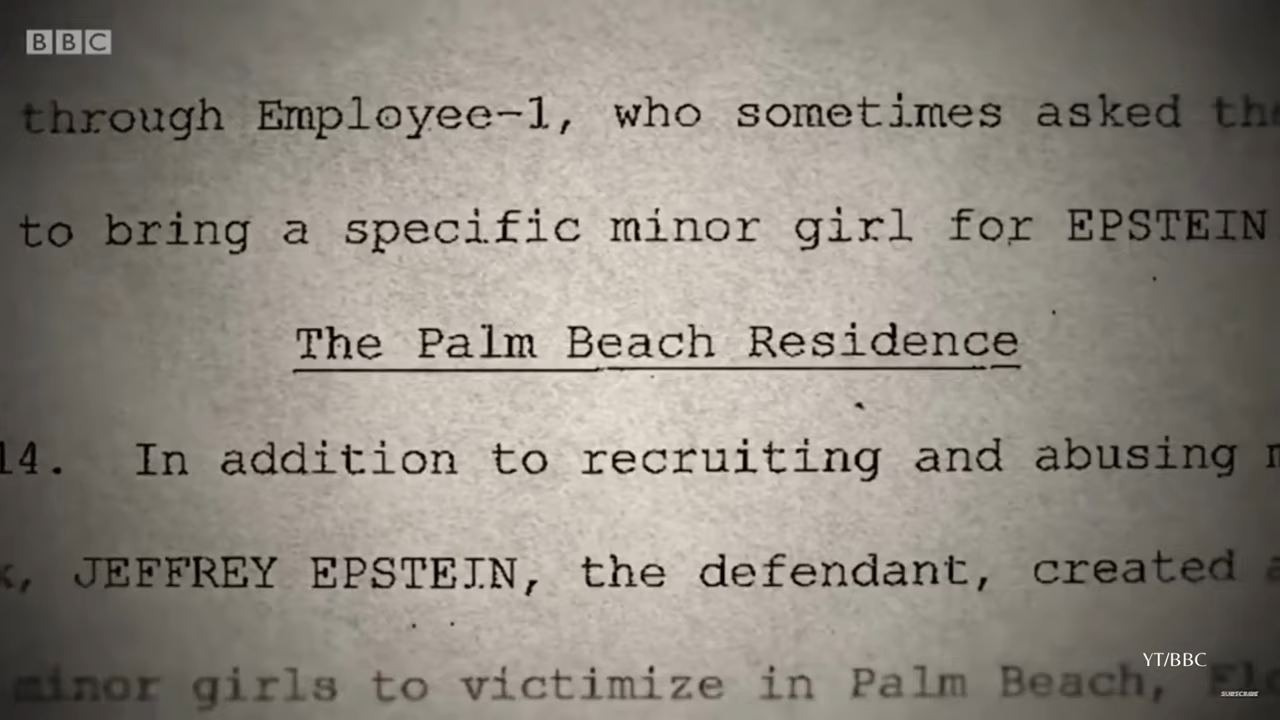 BBC
through Employee-1, who sometimes asked the
to bring a specific minor girl for EPSTEIN
The Palm Beach Residence
14. In addition to recruiting and abusing
JEFFREY EPSTEIN, the defendant, created
minor girls to victimize in Palm Beach,
YT/BBC
SUBSCRIBE